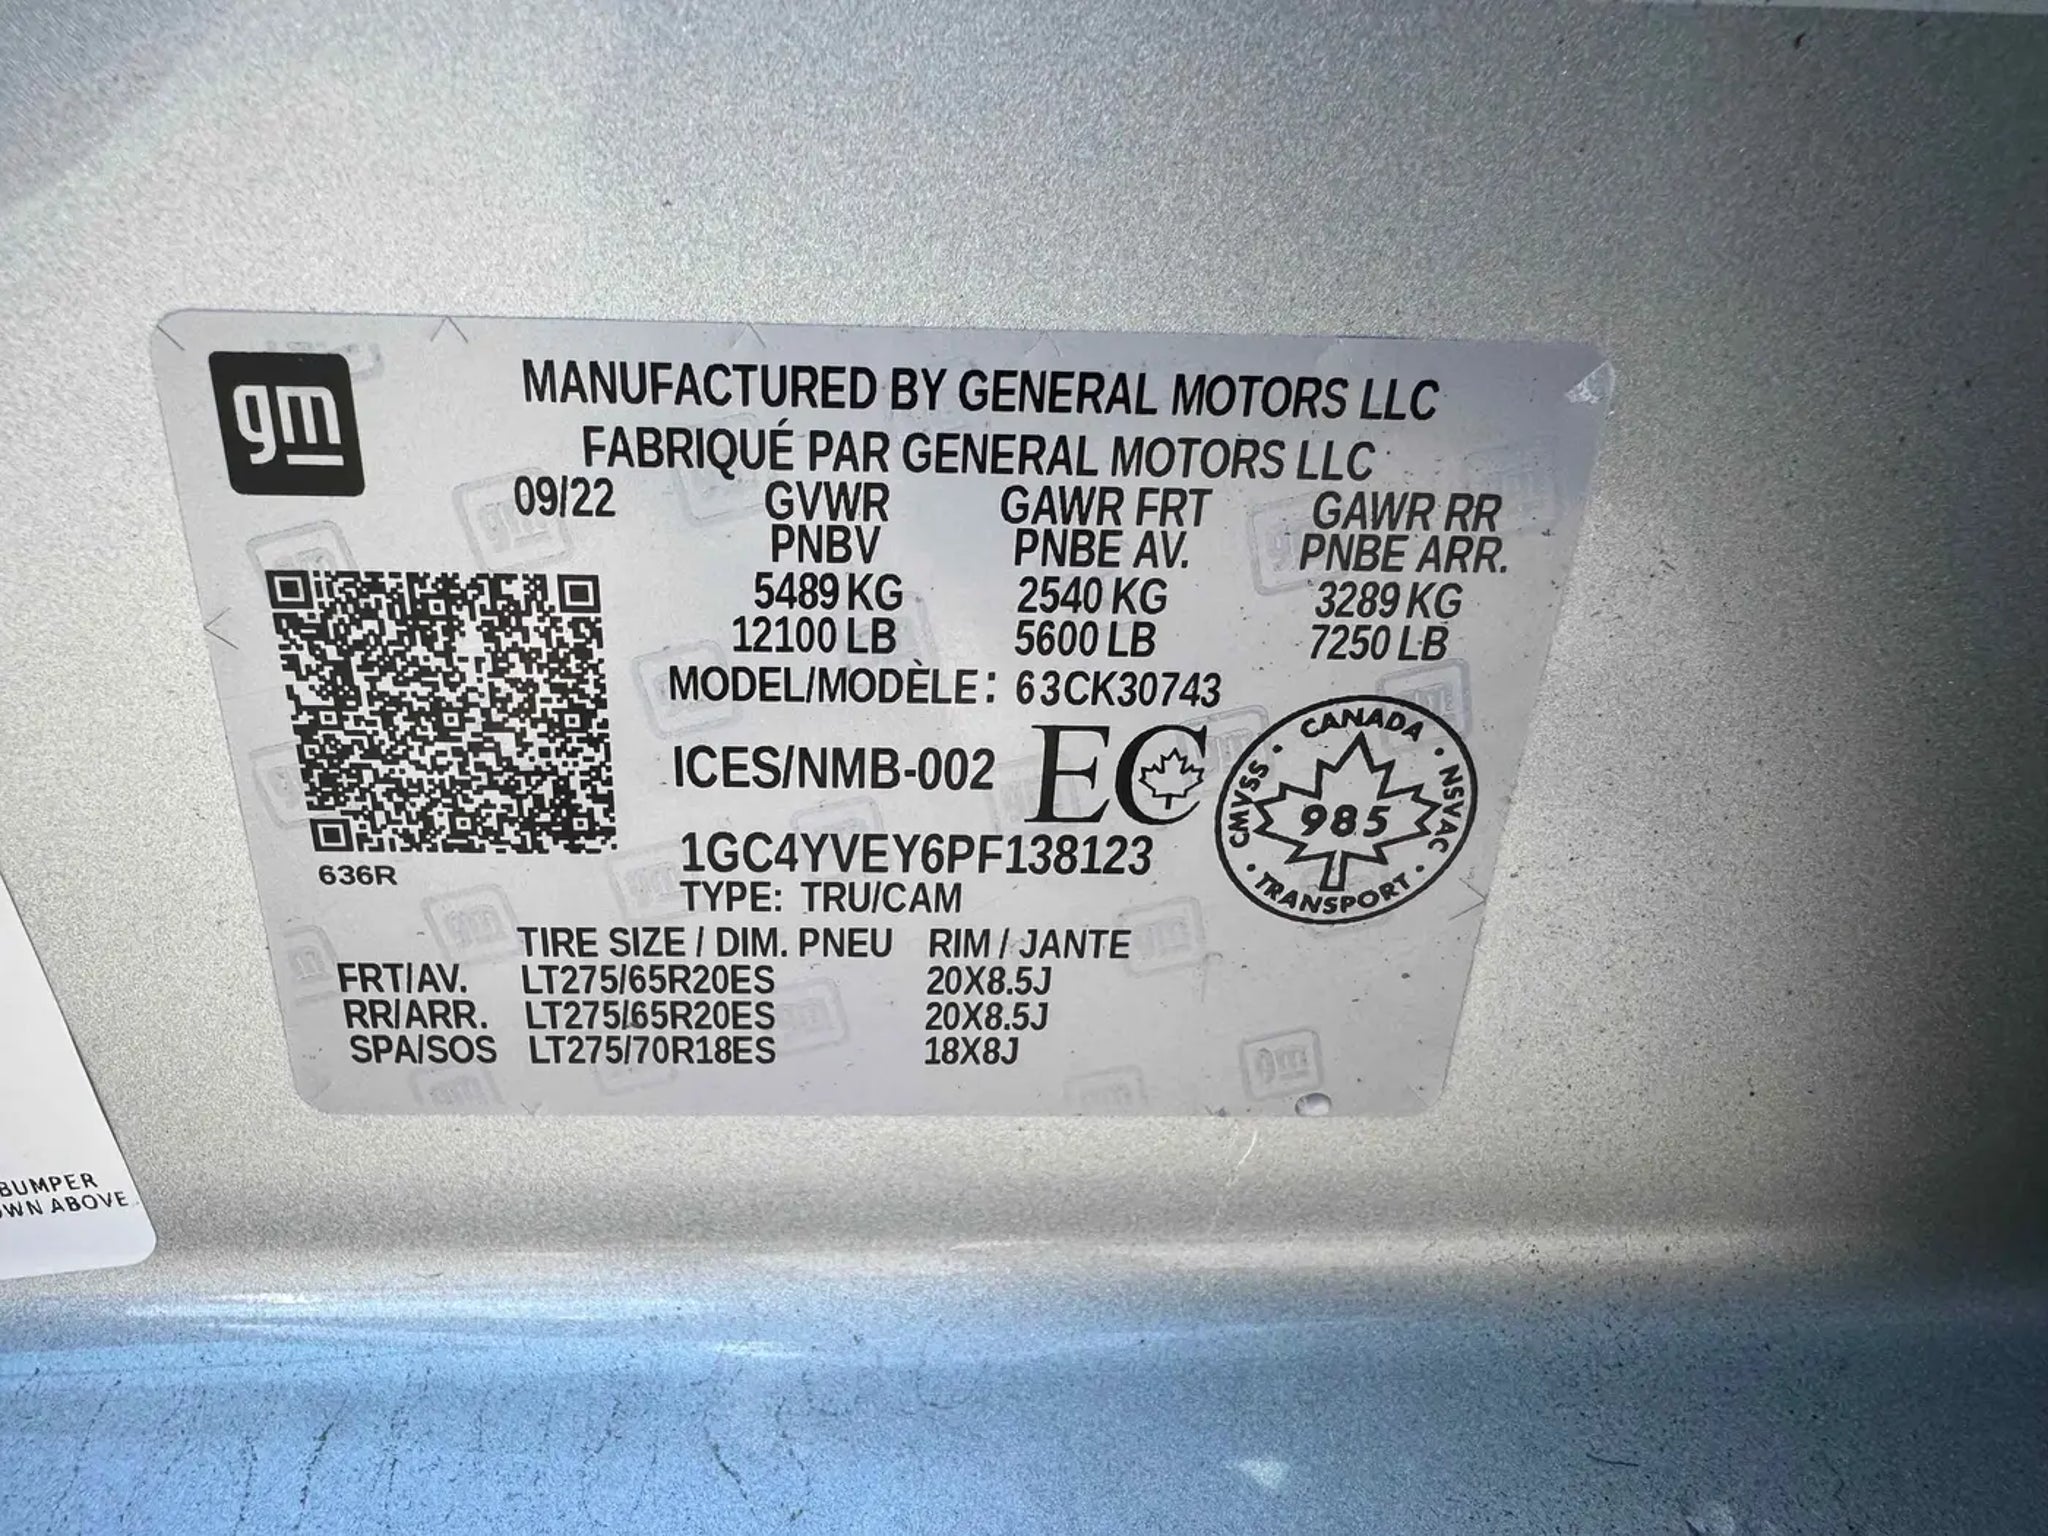 gm
MANUFACTURED BY GENERAL MOTORS LLC
FABRIQUÉ PAR GENERAL MOTORS LLC
09/22 GVWR GAWR FRT GAWR RR
PNBV PNBE AV. PNBE ARR.
5489 KG 2540 KG 3289 KG
12100 LB 5600 LB 7250 LB
MODEL/MODÈLE: 63CK30743
ICES/NMB-002 EC
CANADA
CMVSS 985 NSVAC
TRANSPORT
1GC4YVEY6PF138123
636R
TYPE: TRU/CAM
TIRE SIZE / DIM. PNEU RIM / JANTE
FRT/AV. LT275/65R20ES 20X8.5J
RR/ARR. LT275/65R20ES 20X8.5J
SPA/SOS LT275/70R18ES 18X8J
BUMPER
ABOVE